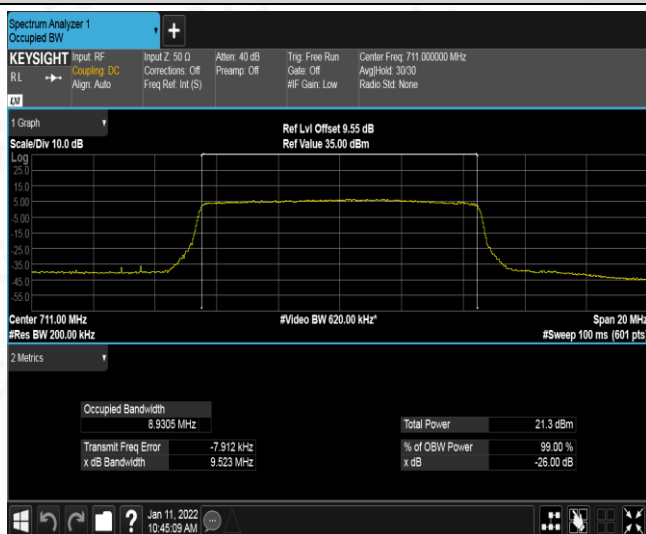 Spectrum Analyzer 1
Occupied BW
+
KEYSIGHT
R L
LXI
Input: RF
Coupling: DC
Align: Auto
Input Z: 50 Ω
Corrections: Off
Freq Ref: Int (S)
Atten: 40 dB
Preamp: Off
Trig: Free Run
Gate: Off
#IF Gain: Low
Center Freq: 711.000000 MHz
Avg|Hold: 30/30
Radio Std: None
1 Graph
Scale/Div 10.0 dB
Ref Lvl Offset 9.55 dB
Ref Value 35.00 dBm
Log
25.0
15.0
5.00
-5.00
-15.0
-25.0
-35.0
-45.0
-55.0
Center 711.00 MHz
#Video BW 620.00 kHz*
Span 20 MHz
#Res BW 200.00 kHz
#Sweep 100 ms (601 pts)
2 Metrics
Occupied Bandwidth
8.9305 MHz
Total Power 21.3 dBm
Transmit Freq Error -7.912 kHz
% of OBW Power 99.00 %
x dB Bandwidth 9.523 MHz
x dB -26.00 dB
?
Jan 11, 2022
10:45:09 AM